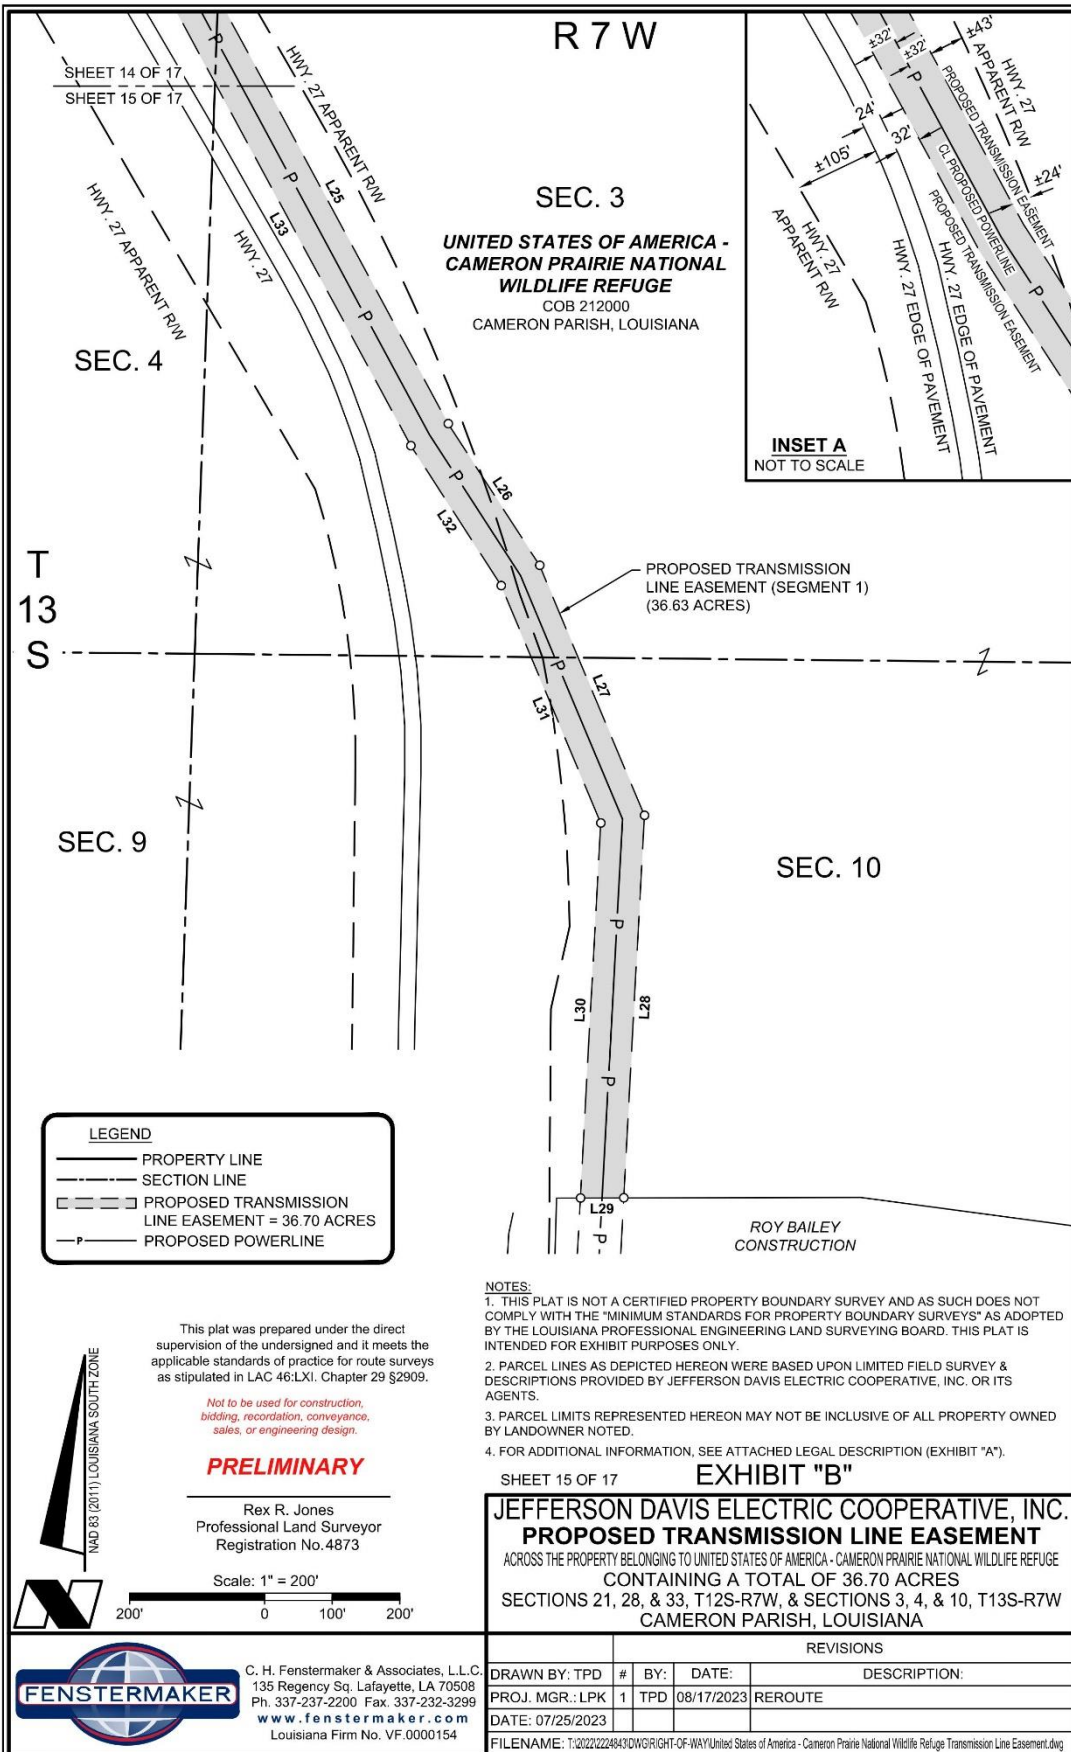 R 7 W
SHEET 14 OF 17
SHEET 15 OF 17
HWY. 27 APPARENT R/W
HWY. 27 APPARENT R/W
HWY. 27
L25
L33
P
P
P
SEC. 3
UNITED STATES OF AMERICA -
CAMERON PRAIRIE NATIONAL
WILDLIFE REFUGE
COB 212000
CAMERON PARISH, LOUISIANA
SEC. 4
±32'
±32'
±43'
24'
32'
±105'
±24'
P
P
HWY. 27
APPARENT R/W
PROPOSED TRANSMISSION EASEMENT
CL PROPOSED POWERLINE
PROPOSED TRANSMISSION EASEMENT
HWY. 27 EDGE OF PAVEMENT
HWY. 27 EDGE OF PAVEMENT
HWY. 27
APPARENT R/W
INSET A
NOT TO SCALE
P
L26
L32
T
13
S
PROPOSED TRANSMISSION
LINE EASEMENT (SEGMENT 1)
(36.63 ACRES)
P
L27
L31
SEC. 9
SEC. 10
P
L30
L28
P
L29
P
ROY BAILEY
CONSTRUCTION
LEGEND
PROPERTY LINE
SECTION LINE
PROPOSED TRANSMISSION
LINE EASEMENT = 36.70 ACRES
P PROPOSED POWERLINE
NOTES:
1. THIS PLAT IS NOT A CERTIFIED PROPERTY BOUNDARY SURVEY AND AS SUCH DOES NOT
COMPLY WITH THE "MINIMUM STANDARDS FOR PROPERTY BOUNDARY SURVEYS" AS ADOPTED
BY THE LOUISIANA PROFESSIONAL ENGINEERING LAND SURVEYING BOARD. THIS PLAT IS
INTENDED FOR EXHIBIT PURPOSES ONLY.
2. PARCEL LINES AS DEPICTED HEREON WERE BASED UPON LIMITED FIELD SURVEY &
DESCRIPTIONS PROVIDED BY JEFFERSON DAVIS ELECTRIC COOPERATIVE, INC. OR ITS
AGENTS.
3. PARCEL LIMITS REPRESENTED HEREON MAY NOT BE INCLUSIVE OF ALL PROPERTY OWNED
BY LANDOWNER NOTED.
4. FOR ADDITIONAL INFORMATION, SEE ATTACHED LEGAL DESCRIPTION (EXHIBIT "A").
This plat was prepared under the direct
supervision of the undersigned and it meets the
applicable standards of practice for route surveys
as stipulated in LAC 46:LXI. Chapter 29 §2909.
Not to be used for construction,
bidding, recordation, conveyance,
sales, or engineering design.
PRELIMINARY
Rex R. Jones
Professional Land Surveyor
Registration No.4873
NAD 83 (2011) LOUISIANA SOUTH ZONE
Scale: 1" = 200'
200' 0 100' 200'
SHEET 15 OF 17
EXHIBIT "B"
JEFFERSON DAVIS ELECTRIC COOPERATIVE, INC.
PROPOSED TRANSMISSION LINE EASEMENT
ACROSS THE PROPERTY BELONGING TO UNITED STATES OF AMERICA - CAMERON PRAIRIE NATIONAL WILDLIFE REFUGE
CONTAINING A TOTAL OF 36.70 ACRES
SECTIONS 21, 28, & 33, T12S-R7W, & SECTIONS 3, 4, & 10, T13S-R7W
CAMERON PARISH, LOUISIANA
FENSTERMAKER
C. H. Fenstermaker & Associates, L.L.C.
135 Regency Sq. Lafayette, LA 70508
Ph. 337-237-2200 Fax. 337-232-3299
www.fenstermaker.com
Louisiana Firm No. VF.0000154
REVISIONS
DRAWN BY: TPD # BY: DATE: DESCRIPTION:
PROJ. MGR.: LPK 1 TPD 08/17/2023 REROUTE
DATE: 07/25/2023
FILENAME: T:\2022\2224843\DWG\RIGHT-OF-WAY\United States of America - Cameron Prairie National Wildlife Refuge Transmission Line Easement.dwg